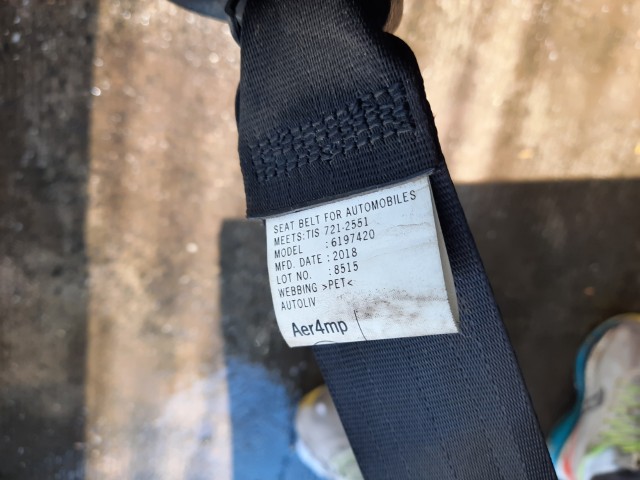 SEAT BELT FOR AUTOMOBILES
MEETS:TIS 721-2551
MODEL : 6197420
MFD. DATE : 2018
LOT NO. : 8515
WEBBING >PET<
AUTOLIV
Aer4mp